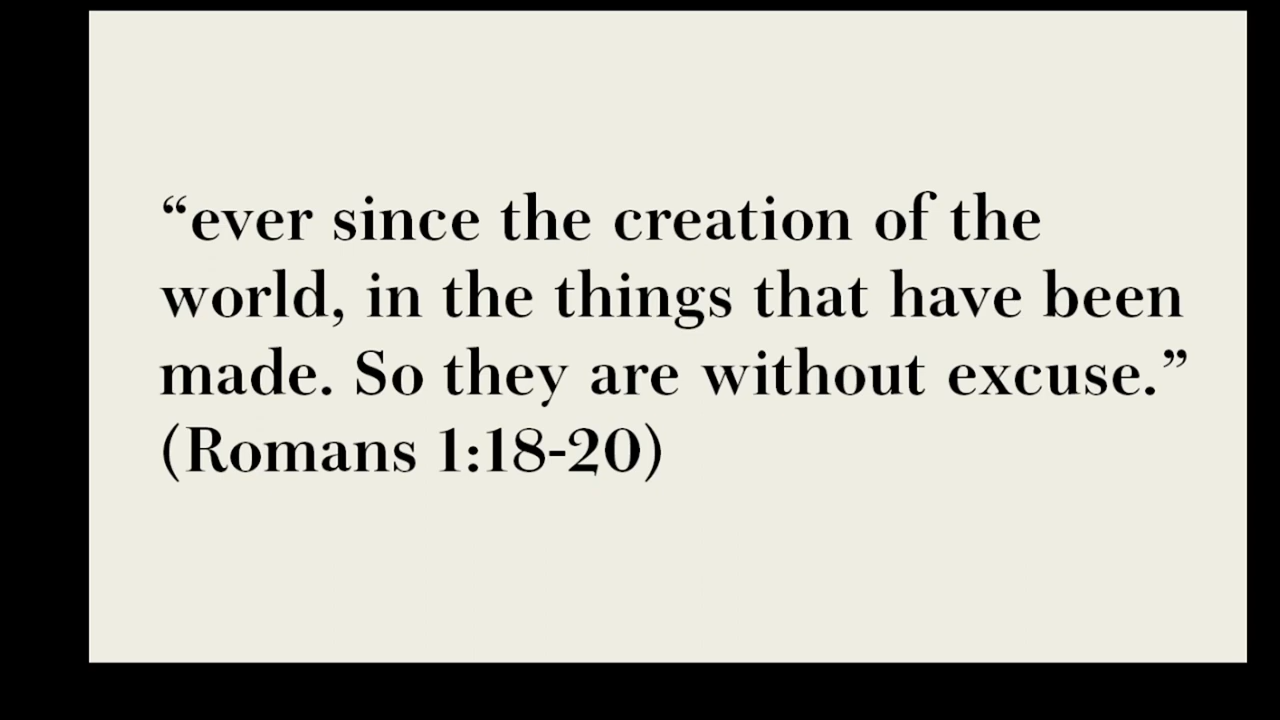 “ever since the creation of the
world, in the things that have been
made. So they are without excuse.”
(Romans 1:18-20)